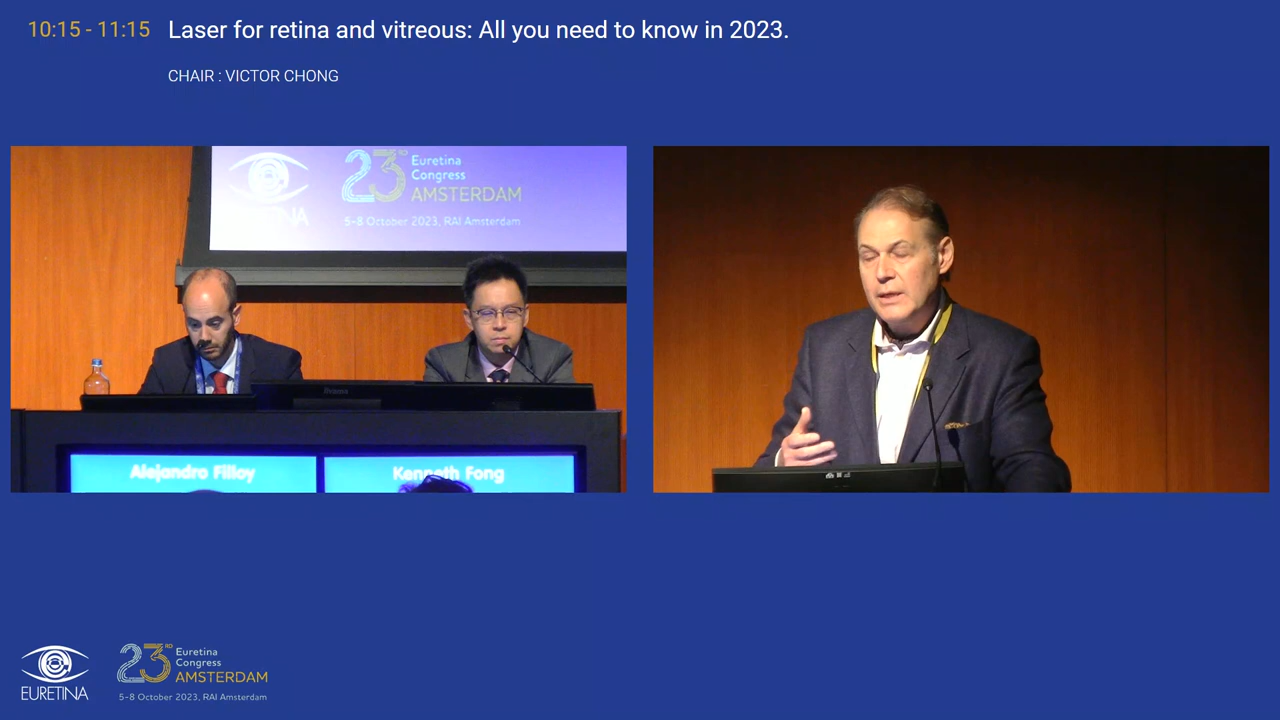 10:15 - 11:15
Laser for retina and vitreous: All you need to know in 2023.
CHAIR : VICTOR CHONG
23RD
Euretina
Congress
AMSTERDAM
5-8 October 2023, RAI Amsterdam
Alejandro Filloy
Kenneth Fong
EURETINA
23RD
Euretina
Congress
AMSTERDAM
5-8 October 2023, RAI Amsterdam